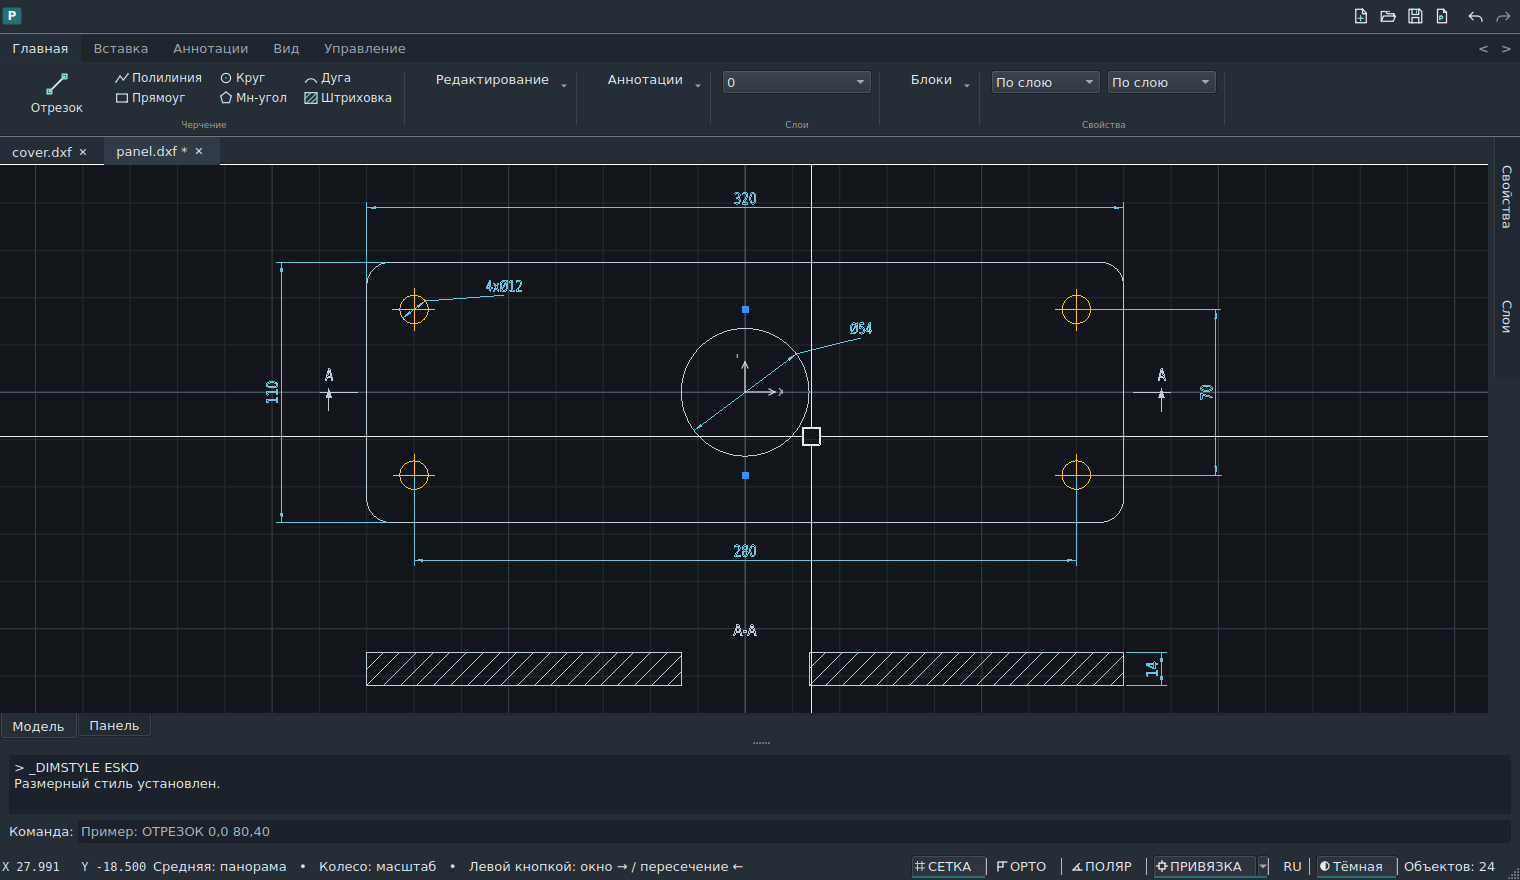 P
Главная Вставка Аннотации Вид Управление < >
Отрезок
Полилиния Круг Дуга
Прямоуг Мн-угол Штриховка
Черчение
Редактирование
Аннотации
0
Слои
Блоки
По слою По слою
Свойства
cover.dxf × panel.dxf * ×
Свойства
Слои
320
4xØ12
Ø54
A
A
110
70
X
280
A-A
14
Модель Панель
> _DIMSTYLE ESKD
Размерный стиль установлен.
Команда: Пример: ОТРЕЗОК 0,0 80,40
X 27.991 Y -18.500 Средняя: панорама • Колесо: масштаб • Левой кнопкой: окно → / пересечение ← СЕТКА ОРТО ПОЛЯР ПРИВЯЗКА RU Тёмная Объектов: 24